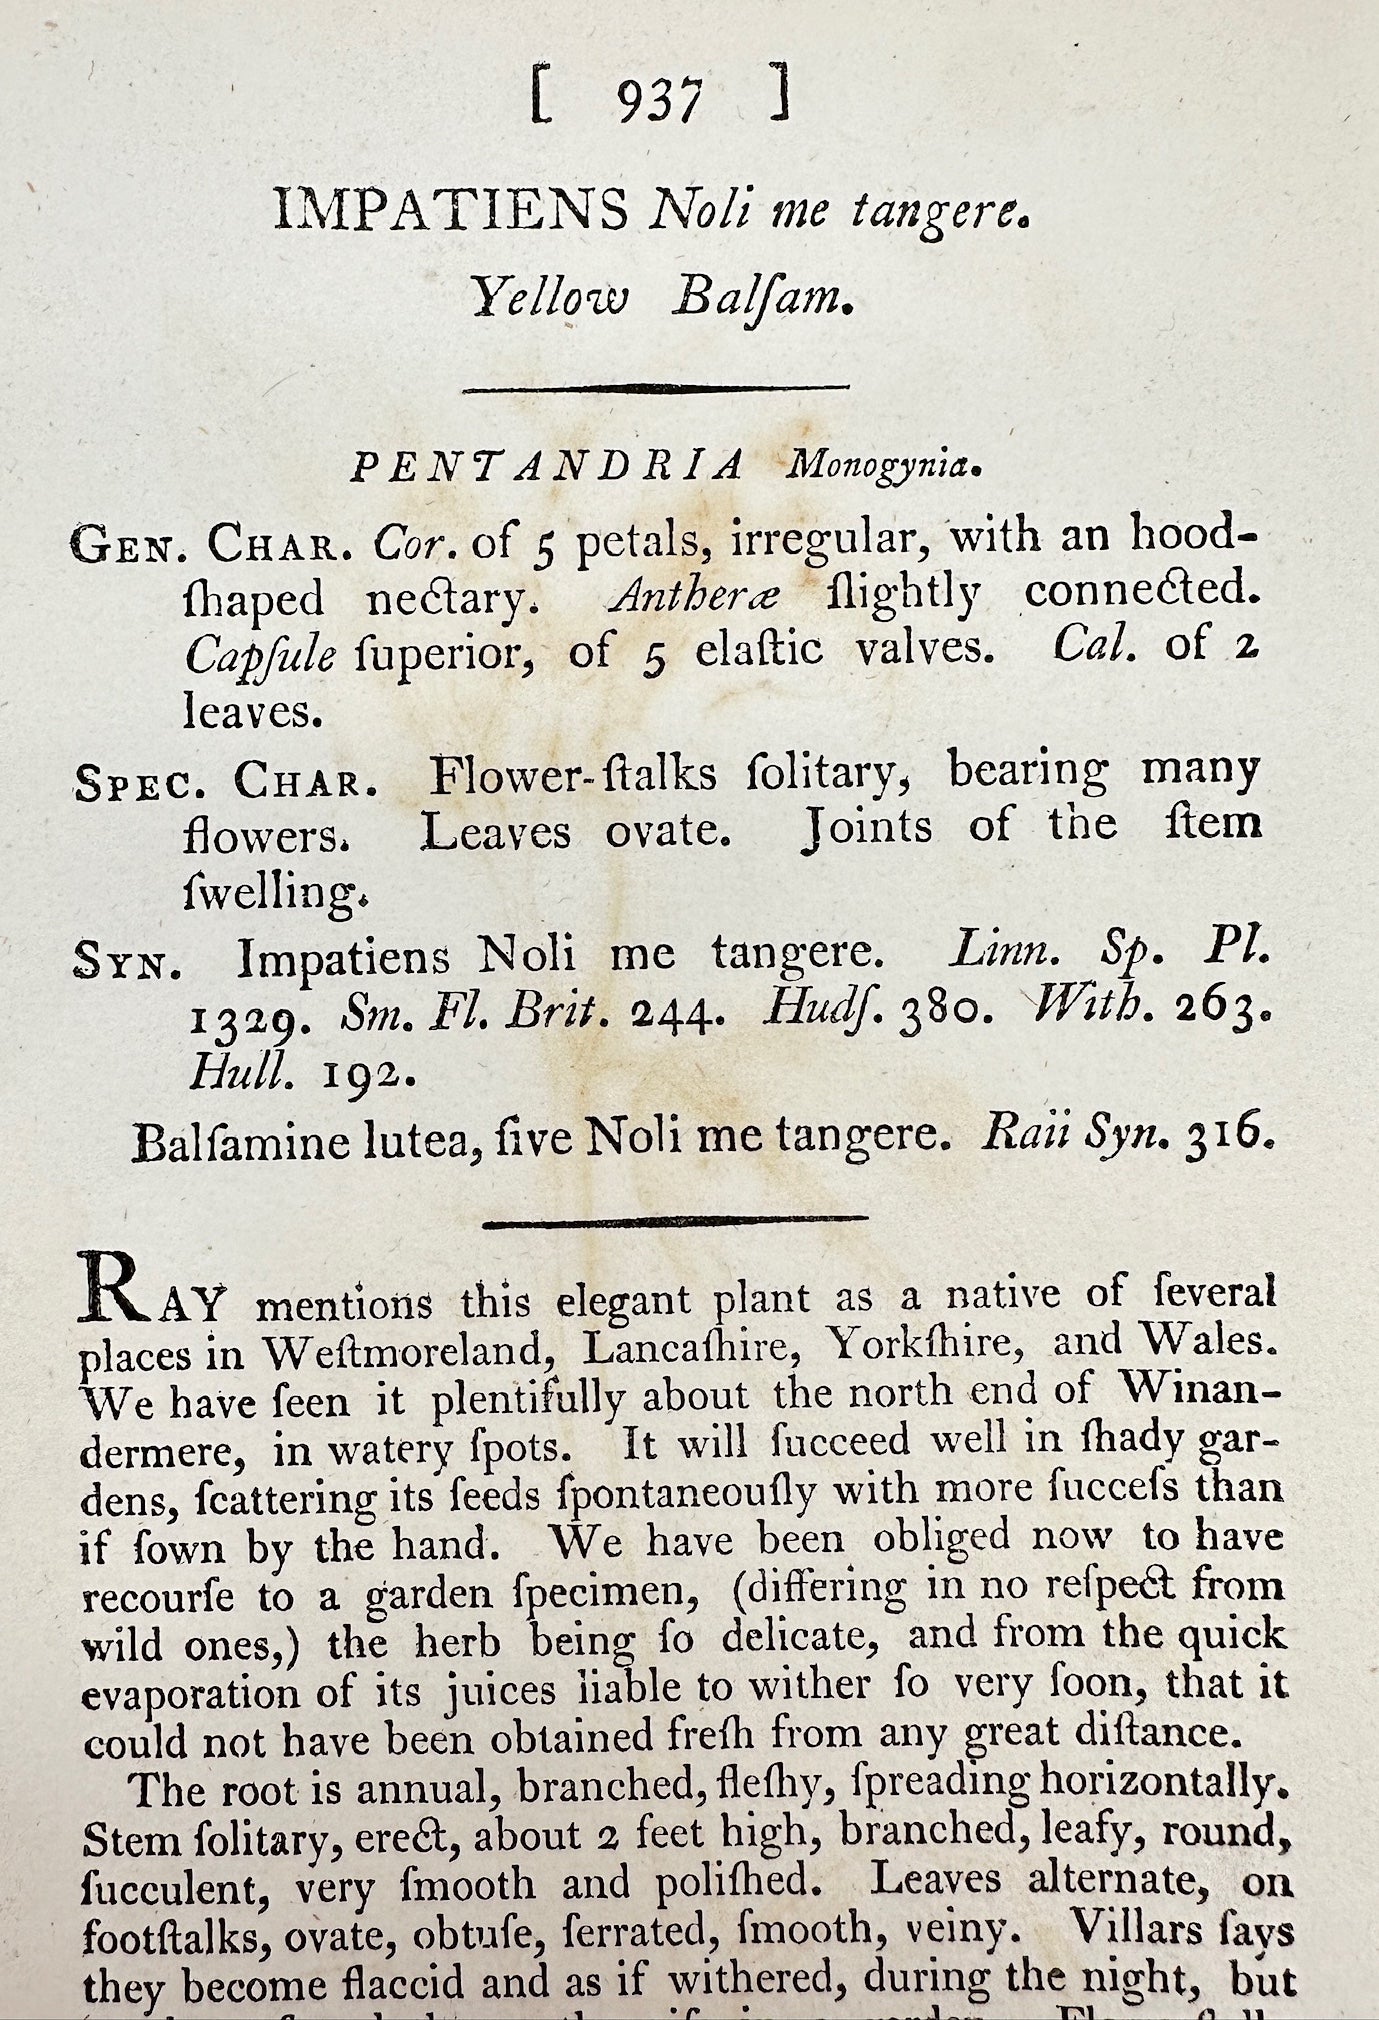 [ 937 ]
IMPATIENS Noli me tangere.
Yellow Balſam.
PENTANDRIA Monogynia.
GEN. CHAR. Cor. of 5 petals, irregular, with an hood-
ſhaped nectary. Antheræ ſlightly connected.
Capſule ſuperior, of 5 elaſtic valves. Cal. of 2
leaves.
SPEC. CHAR. Flower-ſtalks ſolitary, bearing many
flowers. Leaves ovate. Joints of the ſtem
ſwelling.
SYN. Impatiens Noli me tangere. Linn. Sp. Pl.
1329. Sm. Fl. Brit. 244. Hudſ. 380. With. 263.
Hull. 192.
Balſamine lutea, ſive Noli me tangere. Raii Syn. 316.
RAY mentions this elegant plant as a native of ſeveral
places in Weſtmoreland, Lancaſhire, Yorkſhire, and Wales.
We have ſeen it plentifully about the north end of Winan-
dermere, in watery ſpots. It will ſucceed well in ſhady gar-
dens, ſcattering its ſeeds ſpontaneouſly with more ſucceſs than
if ſown by the hand. We have been obliged now to have
recourſe to a garden ſpecimen, (differing in no reſpect from
wild ones,) the herb being ſo delicate, and from the quick
evaporation of its juices liable to wither ſo very ſoon, that it
could not have been obtained freſh from any great diſtance.
The root is annual, branched, fleſhy, ſpreading horizontally.
Stem ſolitary, erect, about 2 feet high, branched, leafy, round,
ſucculent, very ſmooth and poliſhed. Leaves alternate, on
footſtalks, ovate, obtuſe, ſerrated, ſmooth, veiny. Villars ſays
they become flaccid and as if withered, during the night, but